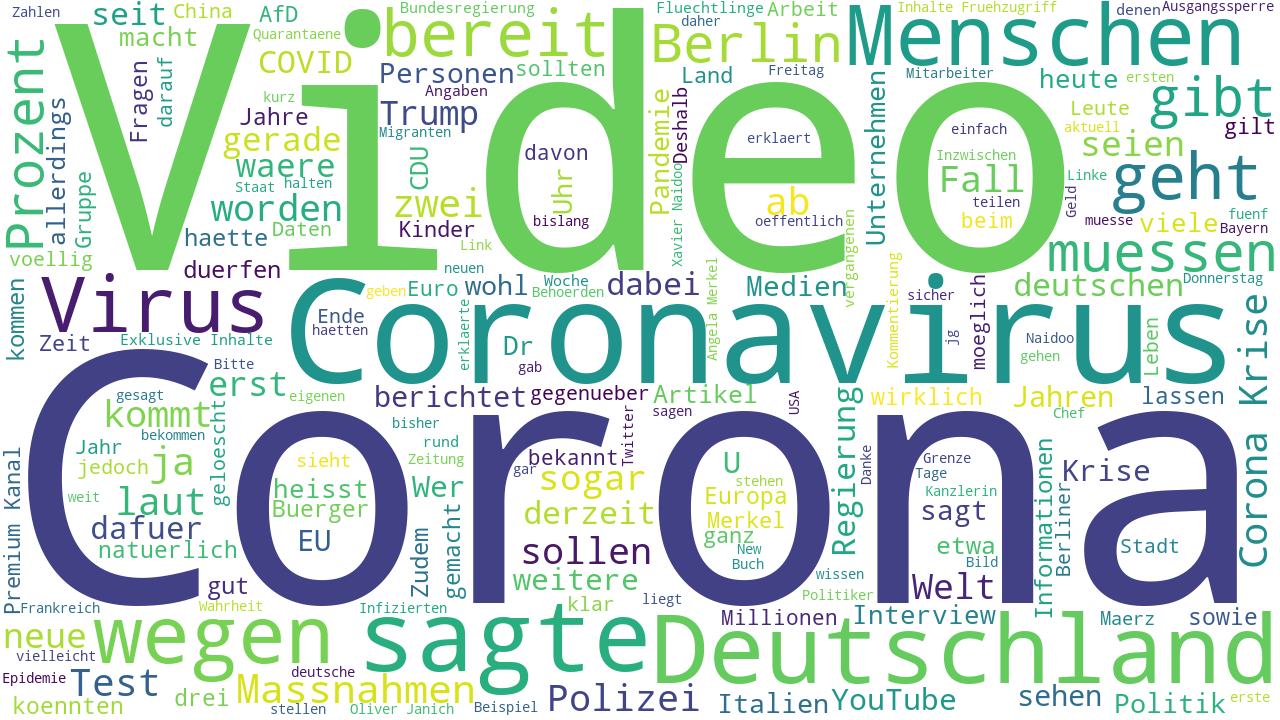 Zahlen
seit
China
AfD
Bundesregierung
Fluechtlinge
Arbeit
Inhalte Fruehzugriff
denen
Ausgangssperre
macht
Quarantaene
bereit
daher
Berlin
Menschen
Video
COVID
Personen
sollten
Land
Freitag
Mitarbeiter
heute
ersten
Prozent
allerdings
Fragen
darauf
kurz
Angaben
Jahre
Trump
Migranten
Pandemie
Deshalb
Unternehmen
Leute
gibt
gilt
aktuell
gerade
waere
Staat
halten
CDU
davon
Uhr
erklaert
einfach
Inzwischen
seien
Gruppe
worden
zwei
bislang
Xavier Naidoo
ab
oeffentlich
Fall
teilen
beim
Geld
Linke
geht
muesse
viele
fuenf
Bayern
haette
Daten
Kinder
Link
vergangenen
muessen
voellig
duerfen
neuen
Woche
Behoerden
dabei
Medien
Kommentierung
sicher
moeglich
deutschen
Donnerstag
kommen
Virus
geben
Euro
wohl
Coronavirus
Ende
haetten
Zeit
Exklusive Inhalte
erklaerte
Dr
gab
Angela Merkel
jg
Naidoo
gehen
Leben
Corona Krise
Bitte
gesagt
erst
eigenen
berichtet
gegenueber
Artikel
sagen
USA
wirklich
Jahren
lassen
kommt
bekommen
geloescht
bisher
Twitter
Regierung
Chef
Corona
Jahr
jedoch
ja
sieht
rund
Zeitung
gar
bekannt
U
Danke
Grenze
Tage
Krise
Premium Kanal
weit
laut
heisst
Buerger
Wer
sogar
stehen
Europa
Kanzlerin
Informationen
Berliner
dafuer
EU
derzeit
Merkel
ganz
sagt
natuerlich
Zudem
gemacht
sollen
New
Buch
etwa
Bild
Stadt
gut
weitere
wissen
Welt
Frankreich
Wahrheit
Infizierten
klar
liegt
Politiker
Millionen
Interview
Maerz
sowie
neue
wegen
sagte
Deutschland
vielleicht
Epidemie
Test
deutsche
Massnahmen
Polizei
Italien
YouTube
sehen
Politik
erste
koennten
drei
stellen
Oliver Janich
Beispiel